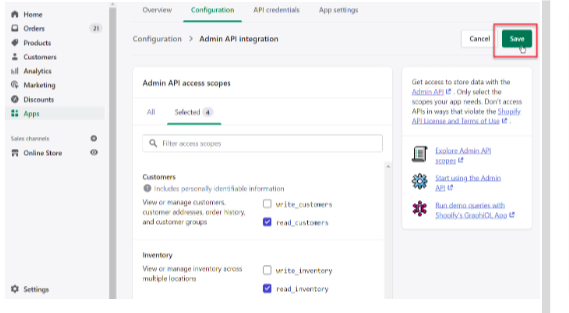 Home
Orders 21
Products
Customers
Analytics
Marketing
Discounts
Apps
Sales channels
Online Store
Settings
Overview Configuration API credentials App settings
Configuration > Admin API integration
Cancel Save
Admin API access scopes
All Selected 4
Filter access scopes
Customers
Includes personally identifiable information
View or manage customers,
customer addresses, order history,
and customer groups
write_customers
read_customers
Inventory
View or manage inventory across
multiple locations
write_inventory
read_inventory
Get access to store data with the
Admin API. Only select the
scopes your app needs. Don't access
APIs in ways that violate the Shopify
API License and Terms of Use.
Explore Admin API
scopes
Start using the Admin
API
Run demo queries with
Shopify's GraphiQL App